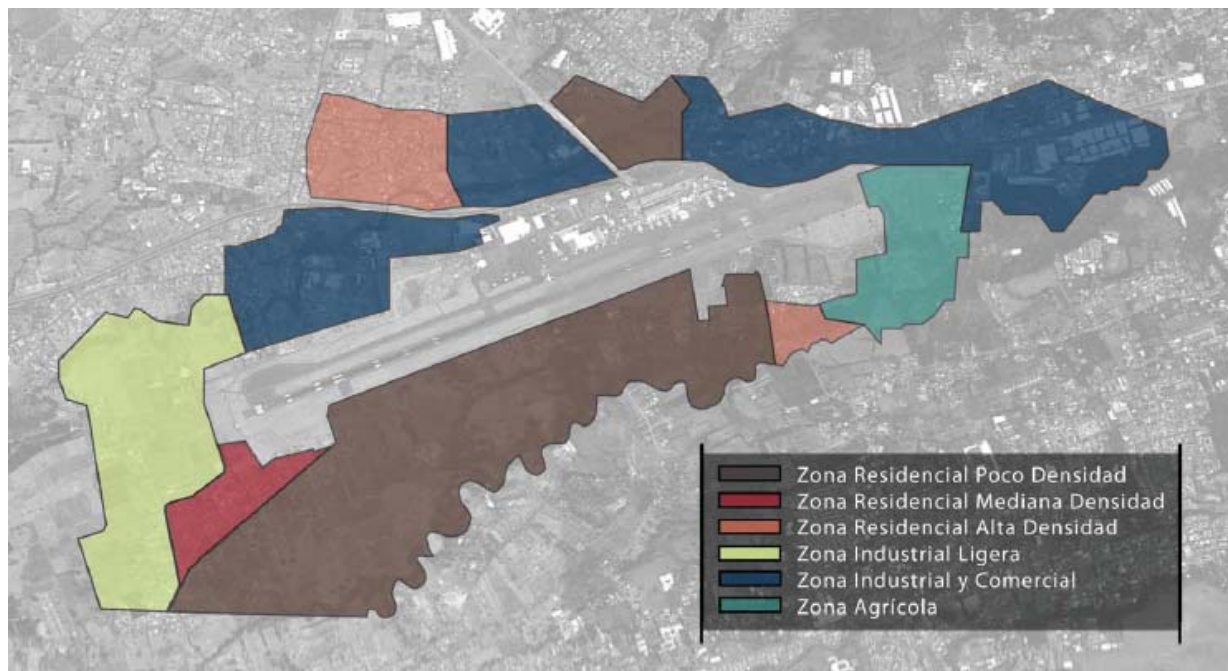 Zona Residencial Poco Densidad
Zona Residencial Mediana Densidad
Zona Residencial Alta Densidad
Zona Industrial Ligera
Zona Industrial y Comercial
Zona Agrícola